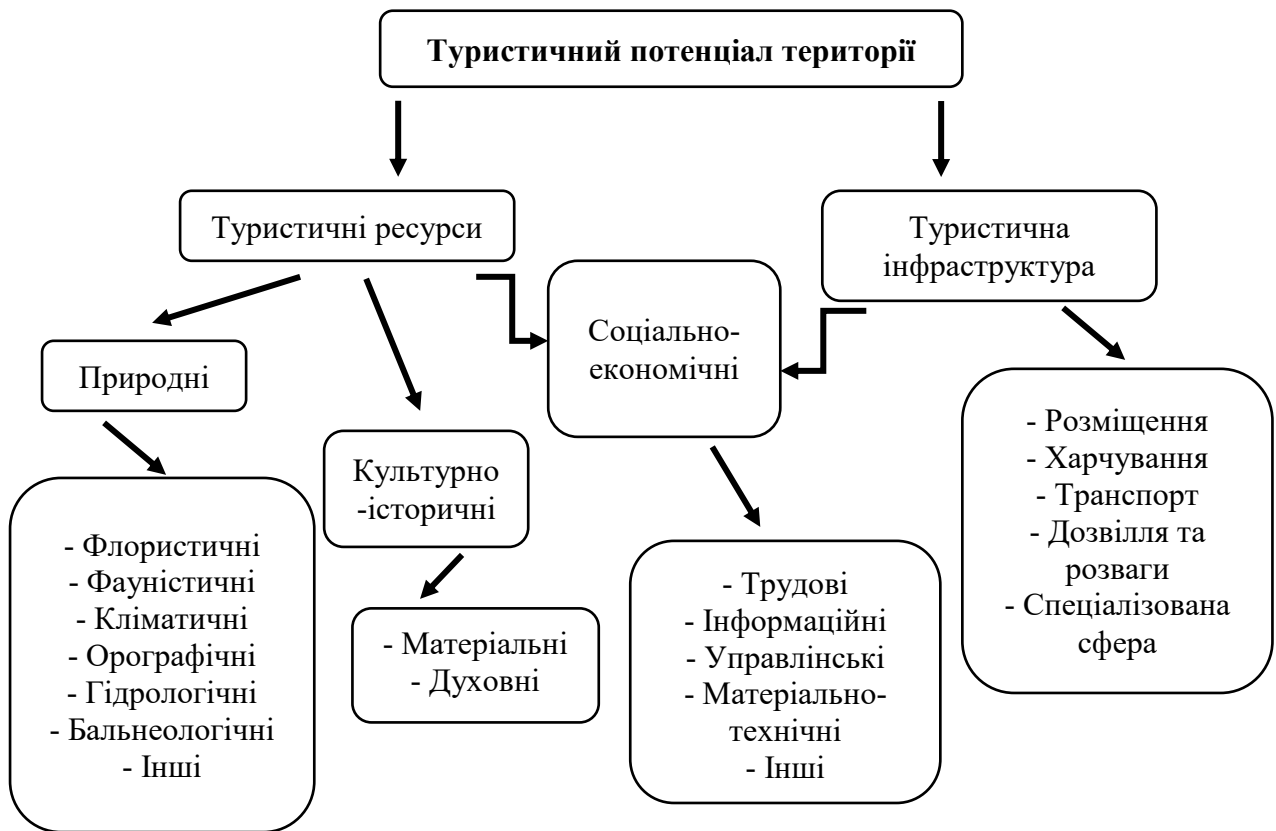 Туристичний потенціал території
Туристичні ресурси
Туристична
інфраструктура
Соціально-
економічні
Природні
Культурно
-історичні
- Флористичні
- Фауністичні
- Кліматичні
- Орографічні
- Гідрологічні
- Бальнеологічні
- Інші
- Матеріальні
- Духовні
- Трудові
- Інформаційні
- Управлінські
- Матеріально-
технічні
- Інші
- Розміщення
- Харчування
- Транспорт
- Дозвілля та
розваги
- Спеціалізована
сфера